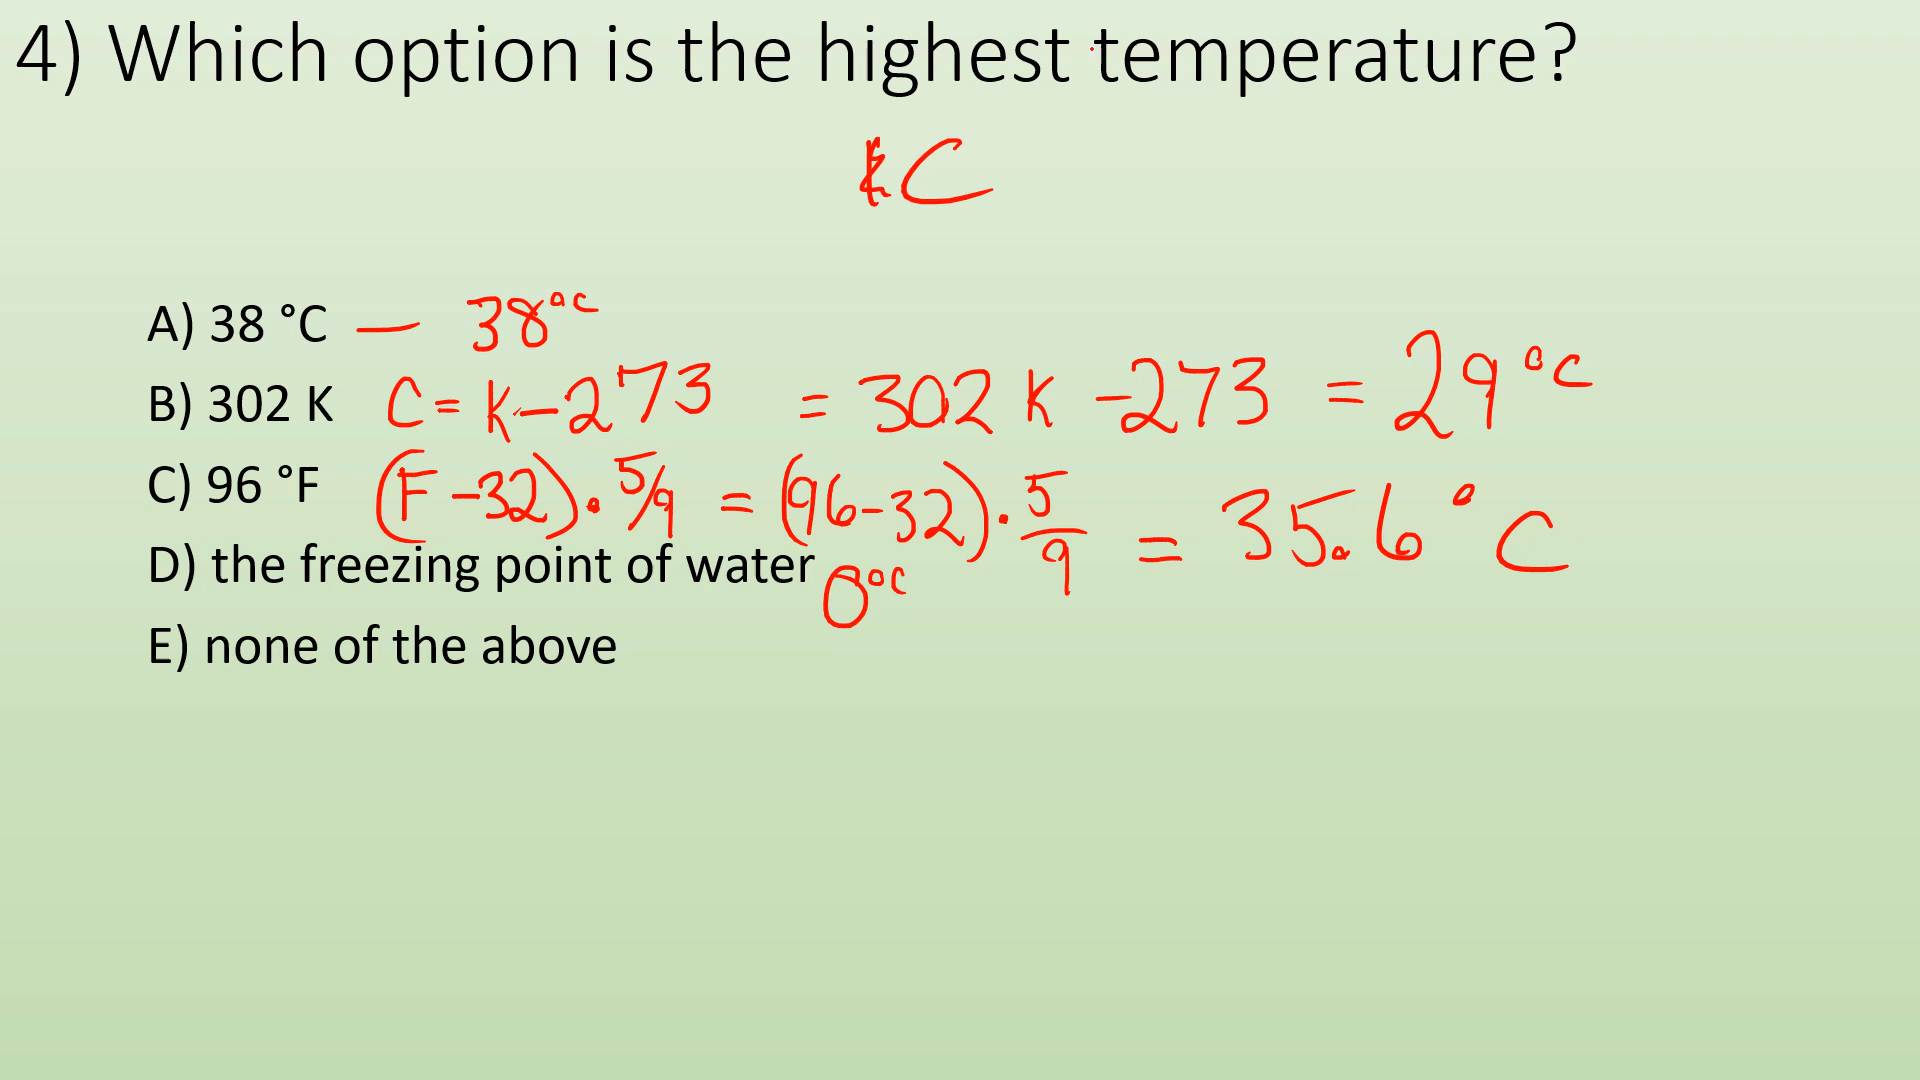 4) Which option is the highest temperature?
C
A) 38 °C — 38°C
B) 302 K C = K - 273 = 302 K - 273 = 29 °C
C) 96 °F (F - 32) · 5/9 = (96 - 32) · 5/9 = 35.6 °C
D) the freezing point of water 0°C
E) none of the above